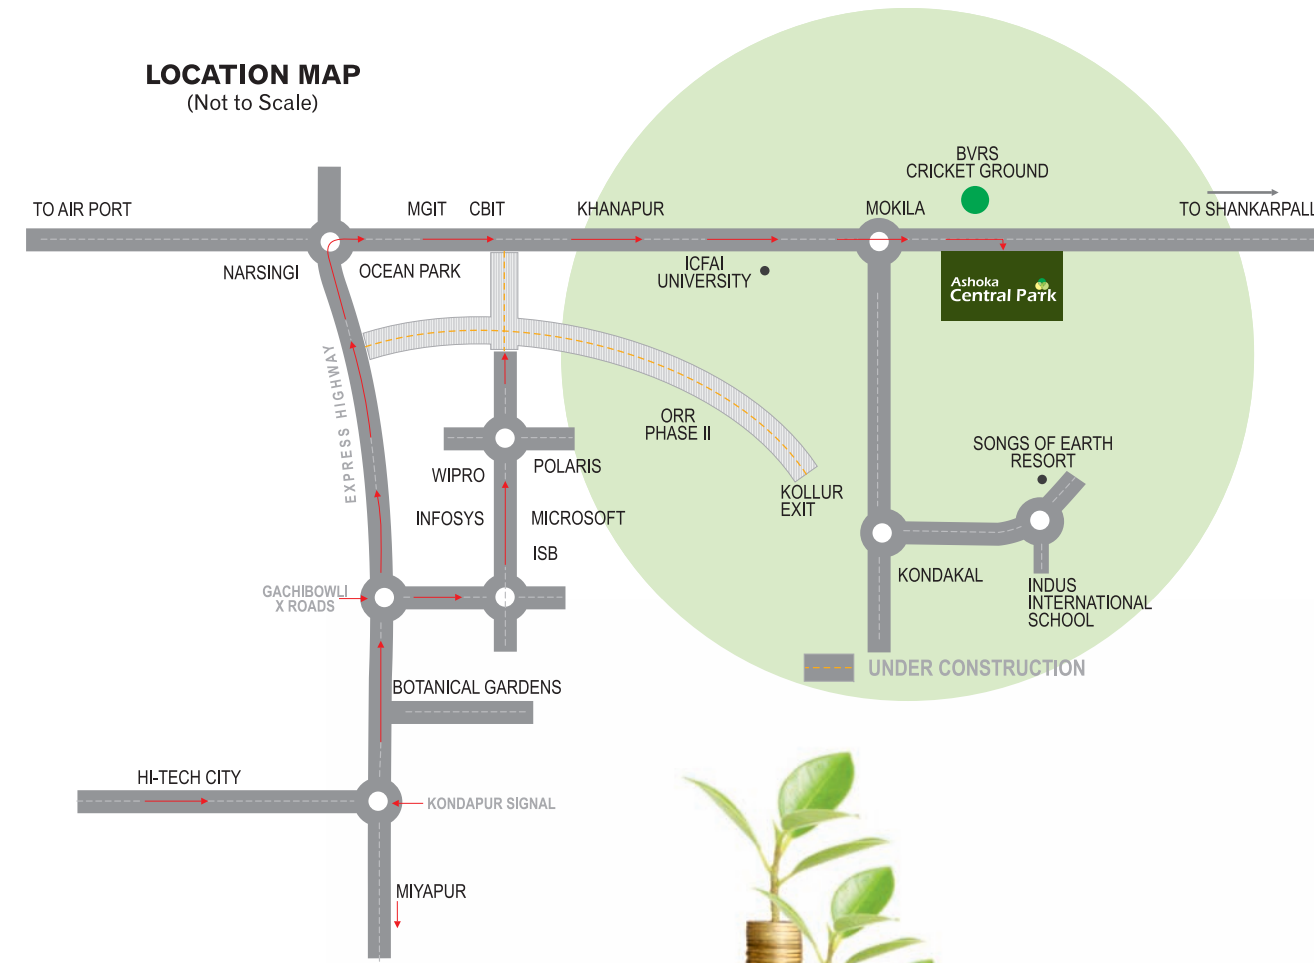 LOCATION MAP
(Not to Scale)
BVRS
CRICKET GROUND
TO AIR PORT
MGIT
CBIT
KHANAPUR
MOKILA
TO SHANKARPALL
NARSINGI
OCEAN PARK
ICFAI
UNIVERSITY
Ashoka
Central Park
EXPRESS HIGHWAY
ORR
PHASE II
SONGS OF EARTH
RESORT
WIPRO
POLARIS
KOLLUR
EXIT
INFOSYS
MICROSOFT
ISB
KONDAKAL
INDUS
INTERNATIONAL
SCHOOL
GACHIBOWLI
X ROADS
UNDER CONSTRUCTION
BOTANICAL GARDENS
HI-TECH CITY
KONDAPUR SIGNAL
MIYAPUR